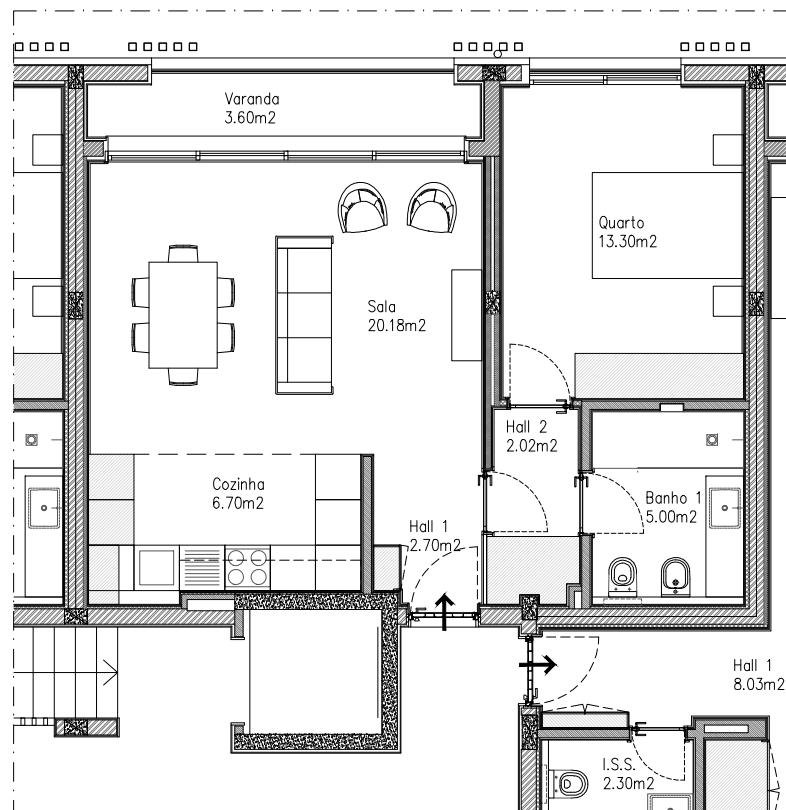 Varanda
3.60m2
Quarto
13.30m2
Sala
20.18m2
Hall 2
2.02m2
Cozinha
6.70m2
Banho 1
5.00m2
Hall 1
2.70m2
Hall 1
8.03m2
I.S.S.
2.30m2